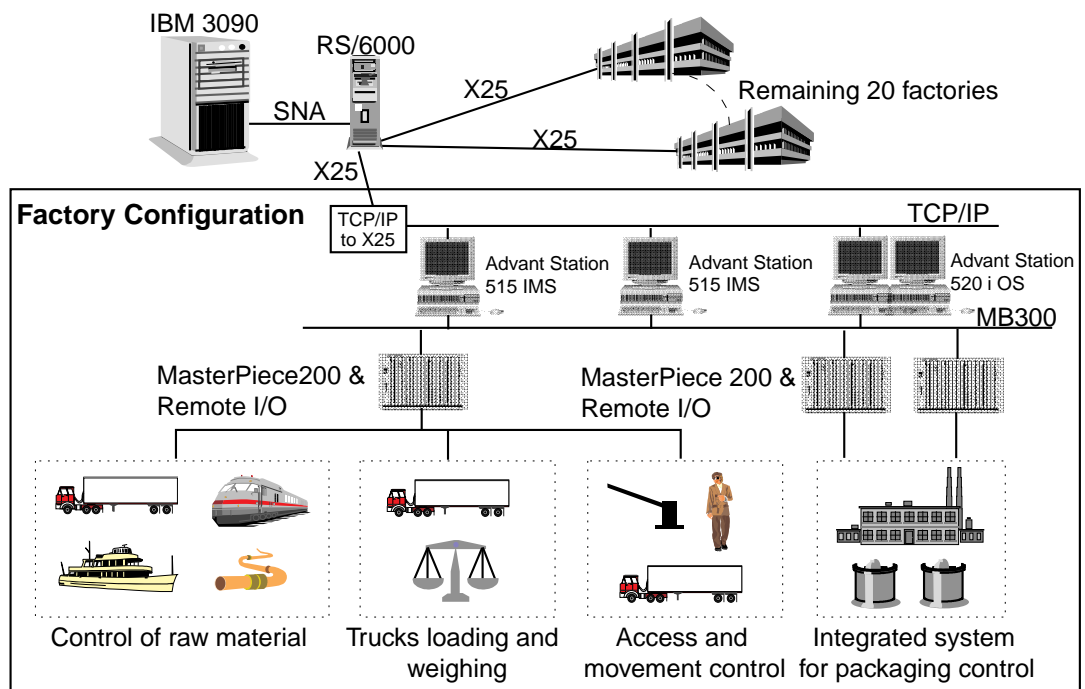 IBM 3090
RS/6000
SNA
X25
X25
X25
Remaining 20 factories
Factory Configuration
TCP/IP
to X25
TCP/IP
Advant Station
515 IMS
Advant Station
515 IMS
Advant Station
520 i OS
MB300
MasterPiece200 &
Remote I/O
MasterPiece 200 &
Remote I/O
Control of raw material
Trucks loading and
weighing
Access and
movement control
Integrated system
for packaging control